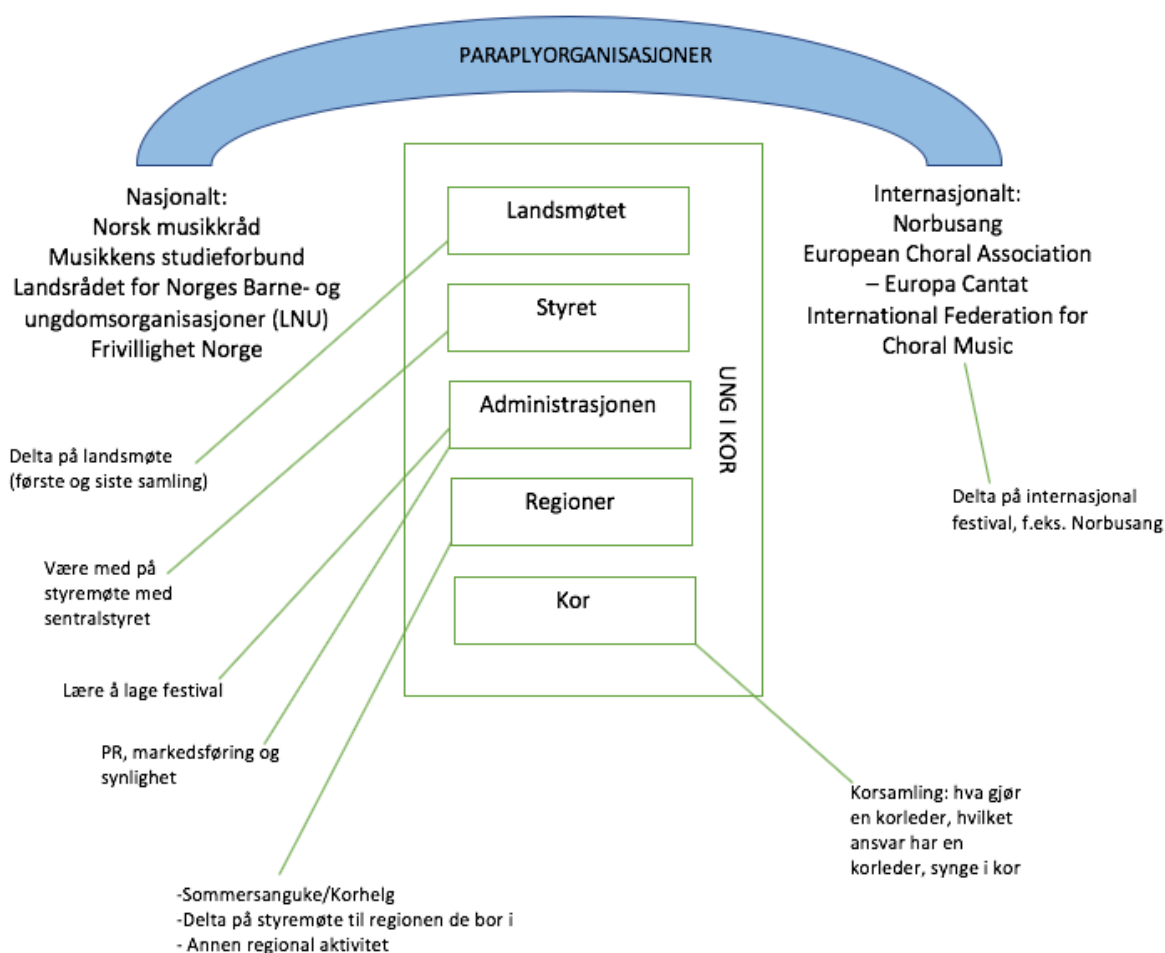 PARAPLYORGANISASJONER
Nasjonalt:
Norsk musikkråd
Musikkens studieforbund
Landsrådet for Norges Barne- og
ungdomsorganisasjoner (LNU)
Frivillighet Norge
Internasjonalt:
Norbusang
European Choral Association
– Europa Cantat
International Federation for
Choral Music
Landsmøtet
Styret
Administrasjonen
Regioner
Kor
UNG I KOR
Delta på landsmøte
(første og siste samling)
Være med på
styremøte med
sentralstyret
Lære å lage festival
PR, markedsføring og
synlighet
-Sommersanguke/Korhelg
-Delta på styremøte til regionen de bor i
- Annen regional aktivitet
Delta på internasjonal
festival, f.eks. Norbusang
Korsamling: hva gjør
en korleder, hvilket
ansvar har en
korleder, synge i kor